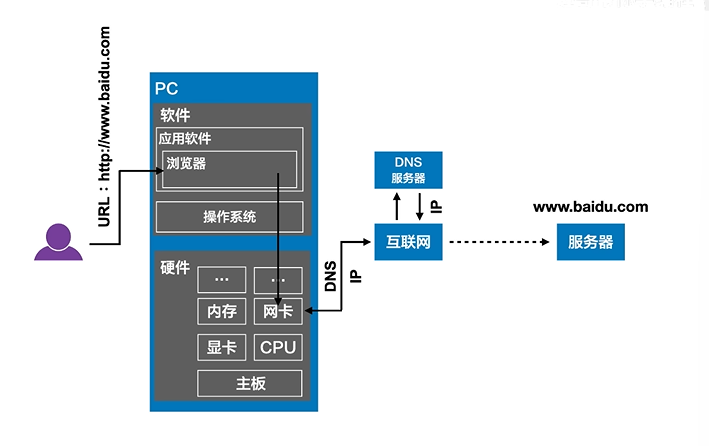 URL：http://www.baidu.com
PC
软件
应用软件
浏览器
操作系统
硬件
...
...
内存
网卡
显卡
CPU
主板
DNS
IP
DNS
服务器
IP
互联网
www.baidu.com
服务器